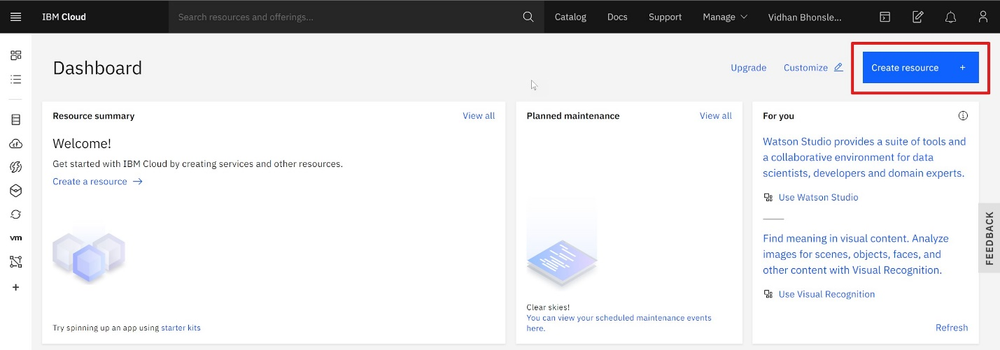 IBM Cloud
Search resources and offerings...
Catalog
Docs
Support
Manage
Vidhan Bhonsle...
Dashboard
Upgrade
Customize
Create resource +
Resource summary
View all
Welcome!
Get started with IBM Cloud by creating services and other resources.
Create a resource →
Try spinning up an app using starter kits
Planned maintenance
View all
Clear skies!
You can view your scheduled maintenance events
here.
For you
Watson Studio provides a suite of tools and
a collaborative environment for data
scientists, developers and domain experts.
Use Watson Studio
Find meaning in visual content. Analyze
images for scenes, objects, faces, and
other content with Visual Recognition.
Use Visual Recognition
Refresh
FEEDBACK
cf
vm
+